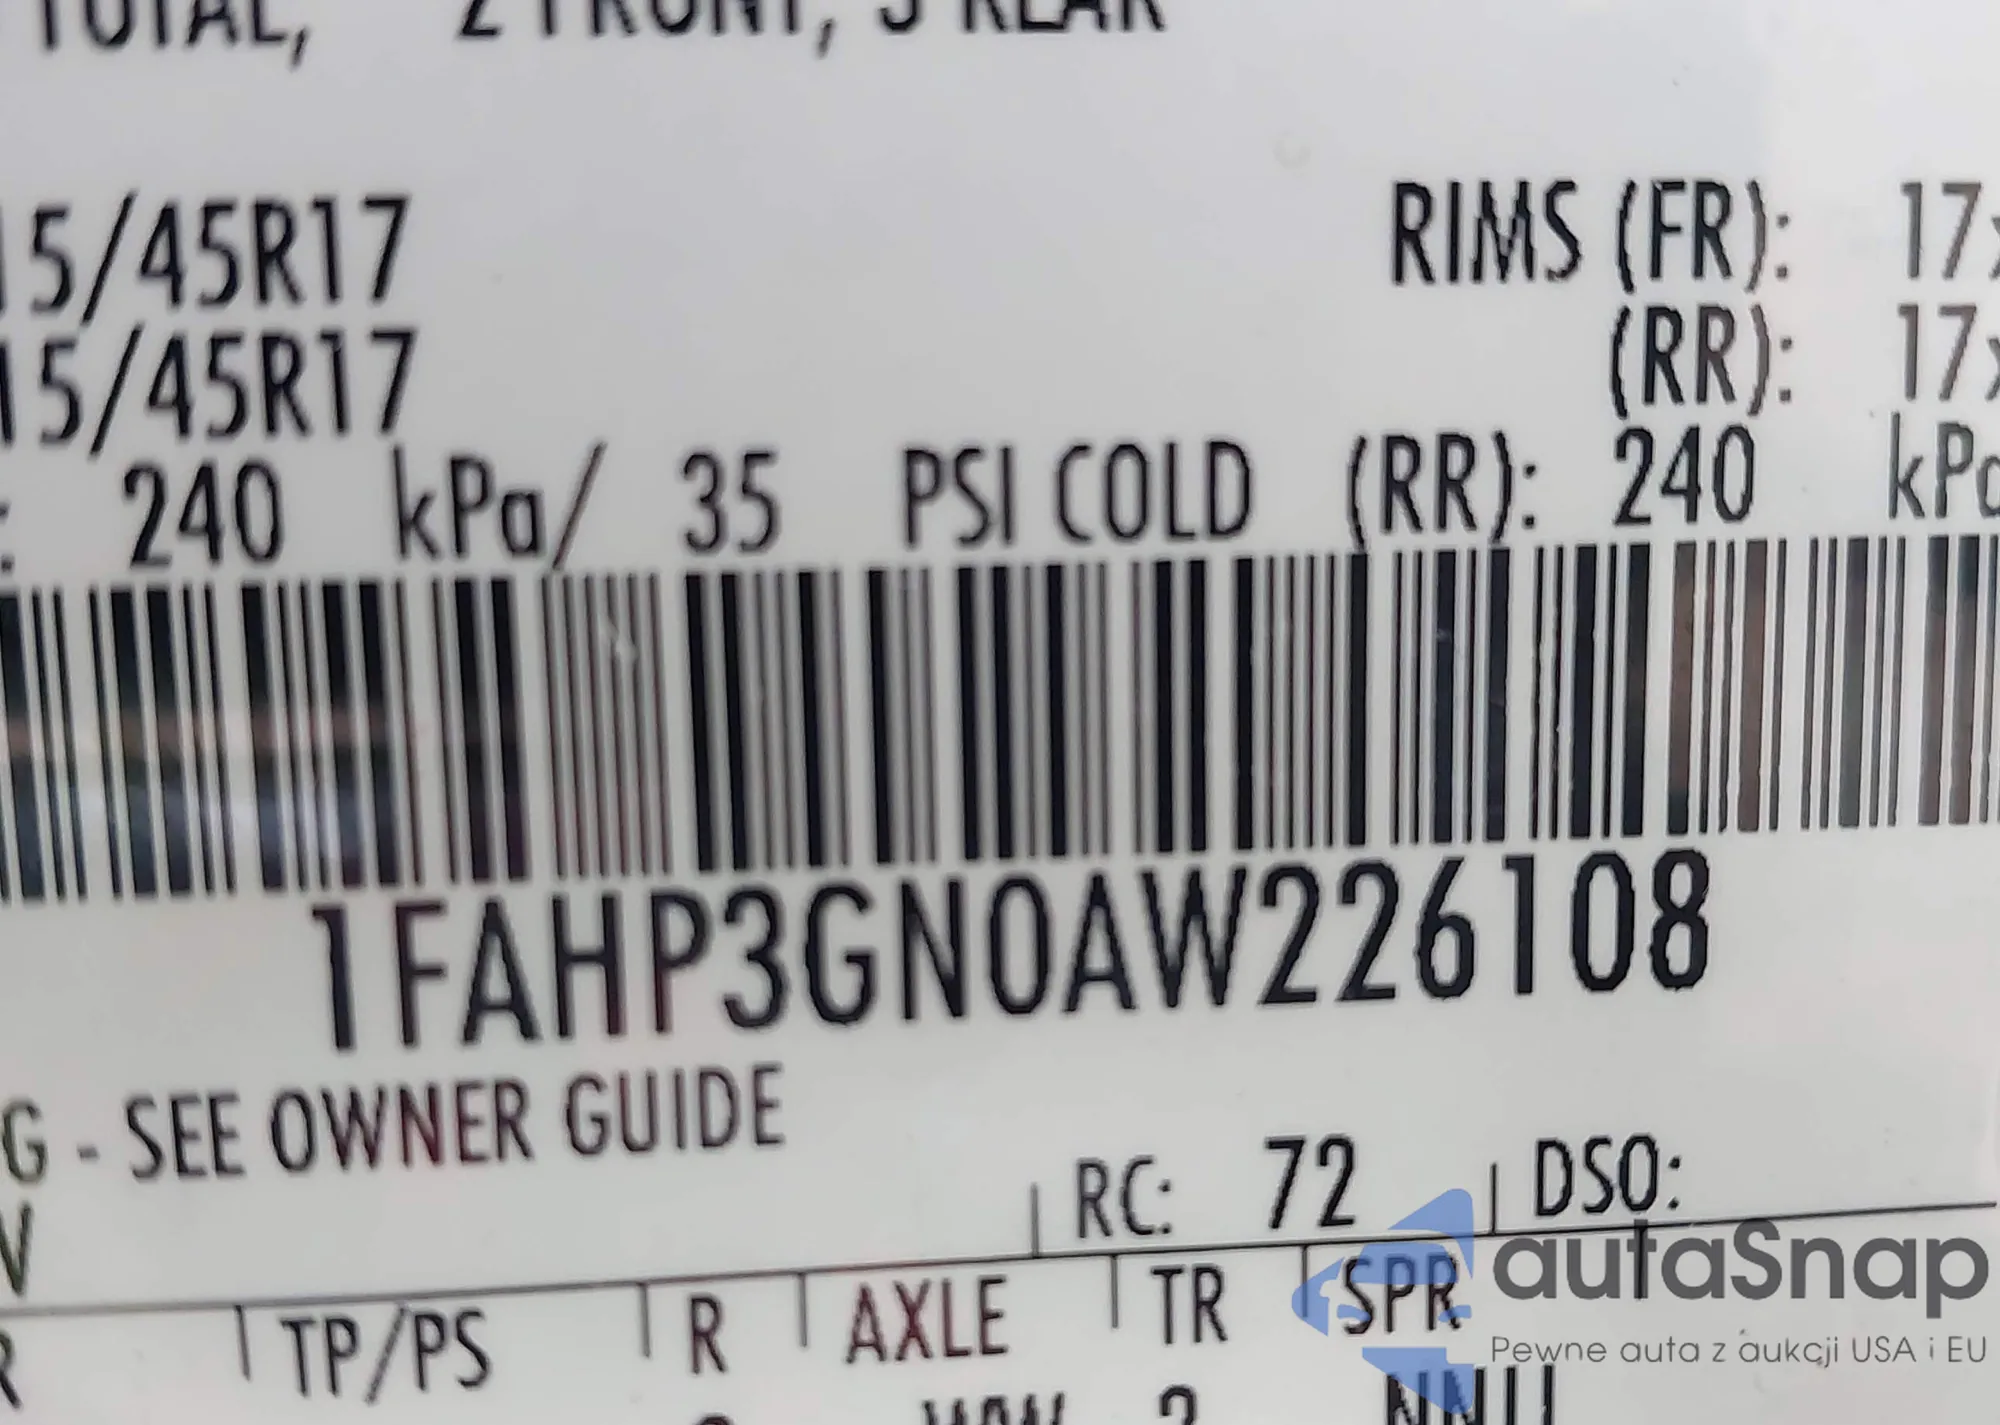 TOTAL, 2 FRONT, 3 REAR
15/45R17 RIMS (FR): 17x
15/45R17 (RR): 17x
: 240 kPa/ 35 PSI COLD (RR): 240 kPa
1FAHP3GN0AW226108
G - SEE OWNER GUIDE
V RC: 72 DSO:
R TP/PS R AXLE TR SPR
autaSnap
Pewne auta z aukcji USA i EU